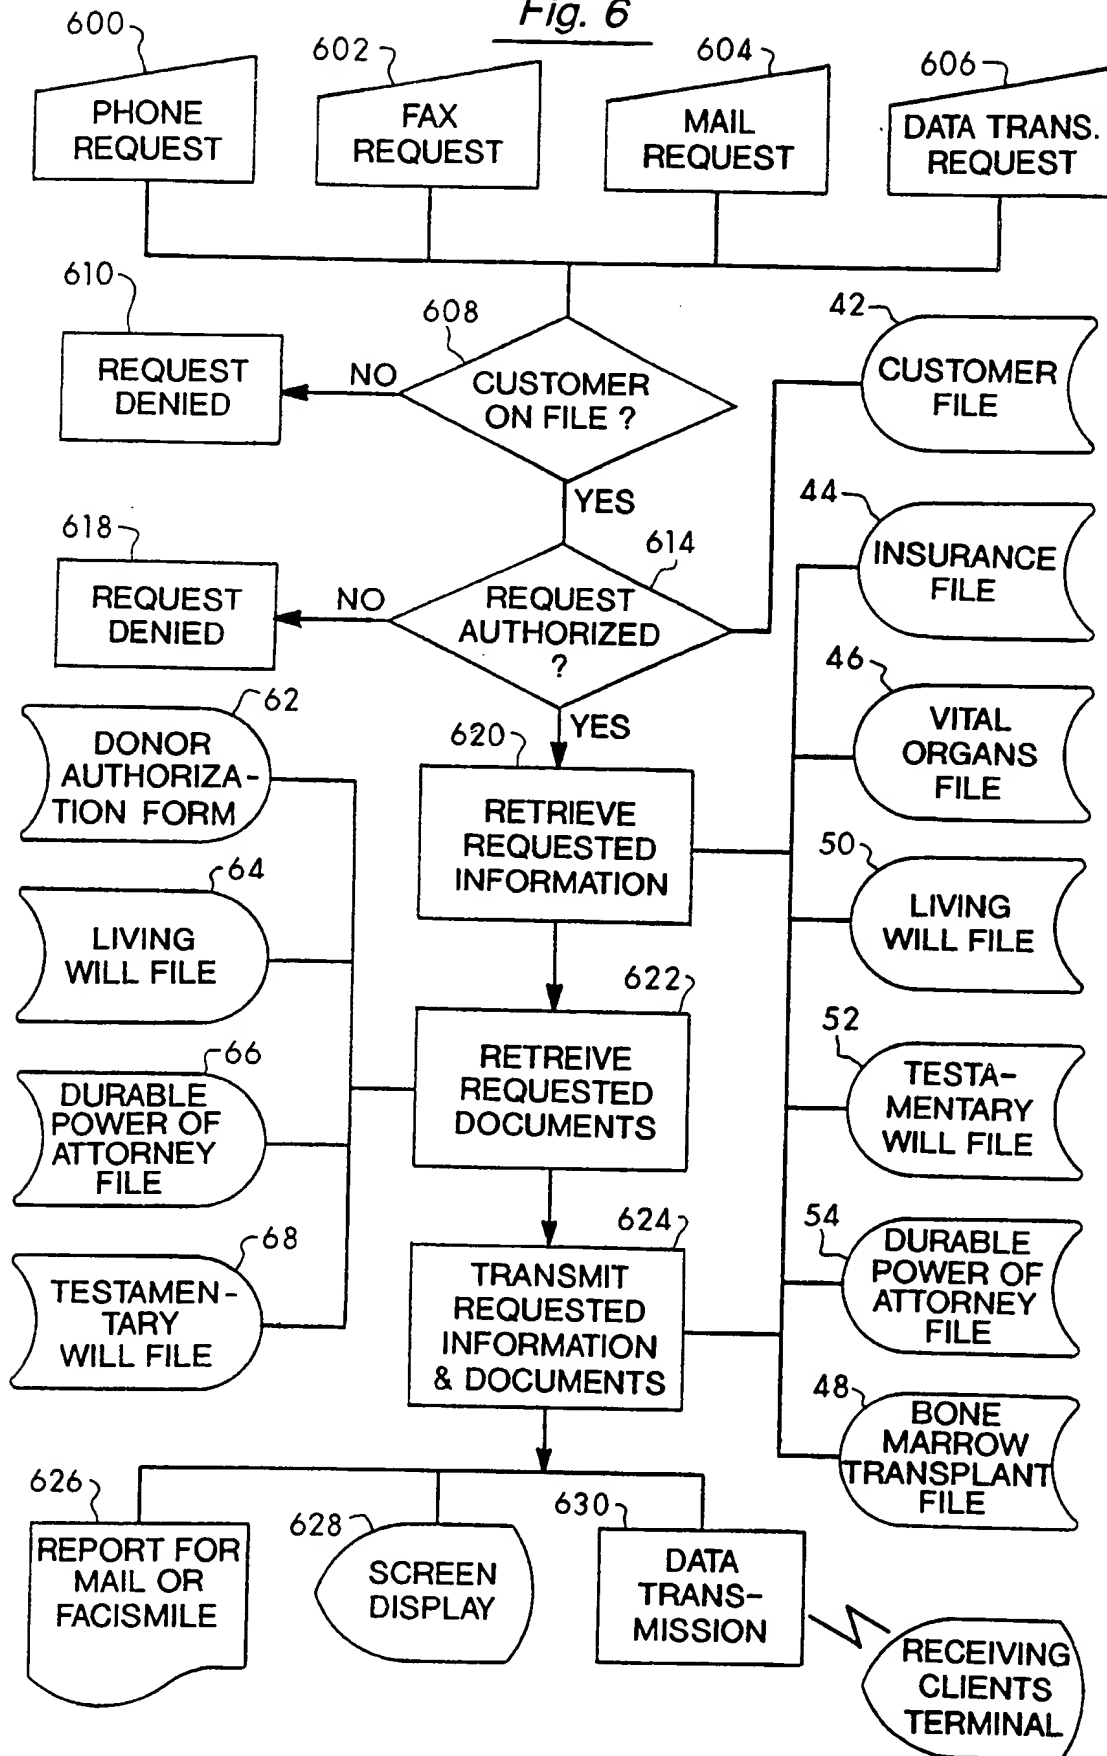 Fig. 6
600
602
604
606
PHONE
REQUEST
FAX
REQUEST
MAIL
REQUEST
DATA TRANS.
REQUEST
610
608
42
REQUEST
DENIED
NO
CUSTOMER
ON FILE ?
CUSTOMER
FILE
YES
44
618
614
INSURANCE
FILE
REQUEST
DENIED
NO
REQUEST
AUTHORIZED
?
46
62
YES
620
VITAL
ORGANS
FILE
DONOR
AUTHORIZA-
TION FORM
RETRIEVE
REQUESTED
INFORMATION
50
64
LIVING
WILL FILE
LIVING
WILL FILE
622
52
66
RETREIVE
REQUESTED
DOCUMENTS
TESTA-
MENTARY
WILL FILE
DURABLE
POWER OF
ATTORNEY
FILE
624
54
68
DURABLE
POWER OF
ATTORNEY
FILE
TESTAMEN-
TARY
WILL FILE
TRANSMIT
REQUESTED
INFORMATION
& DOCUMENTS
48
BONE
MARROW
TRANSPLANT
FILE
626
628
630
REPORT FOR
MAIL OR
FACISMILE
SCREEN
DISPLAY
DATA
TRANS-
MISSION
RECEIVING
CLIENTS
TERMINAL